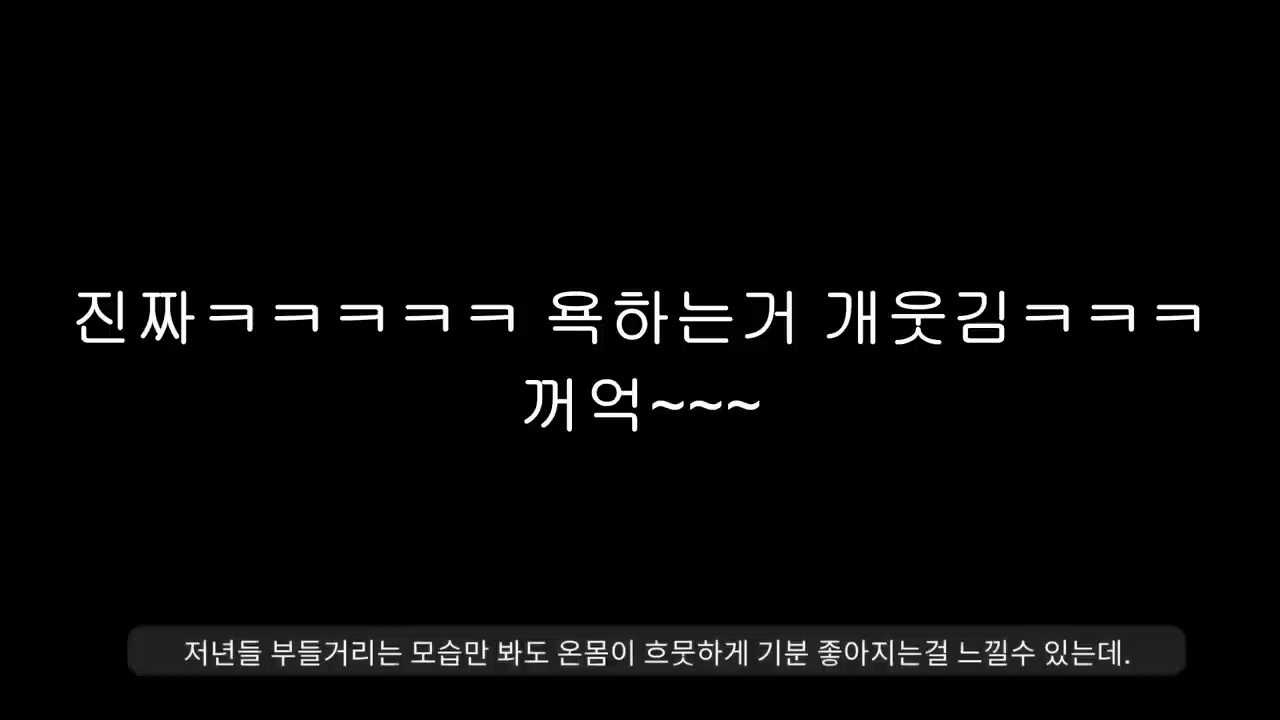 진짜ㅋㅋㅋㅋㅋ 욕하는거 개웃김ㅋㅋㅋ
꺼억~~~
저년들 부들거리는 모습만 봐도 온몸이 흐뭇하게 기분 좋아지는걸 느낄수 있는데.